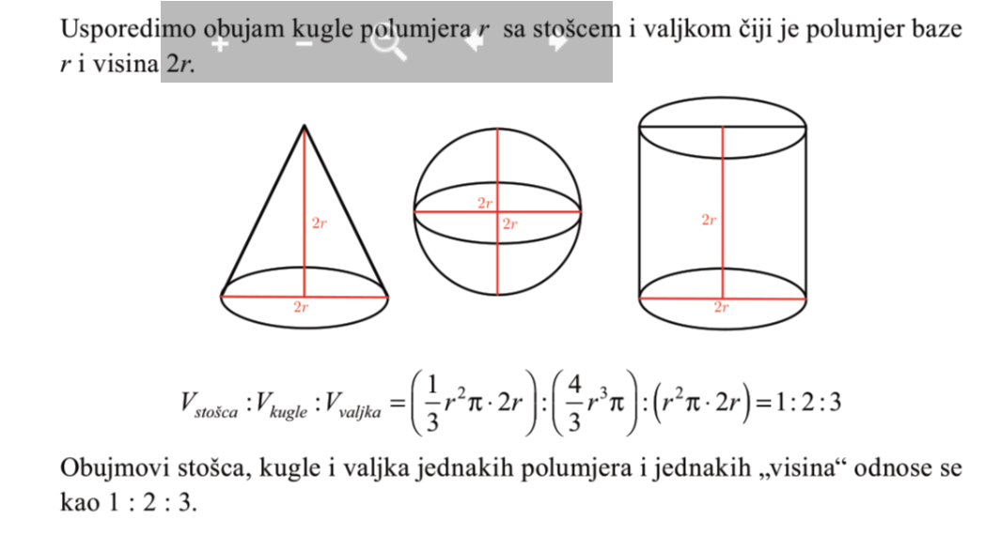 Usporedimo obujam kugle polumjera r sa stošcem i valjkom čiji je polumjer baze
r i visina 2r.
2r
2r
2r
2r
2r
2r
V_stošca : V_kugle : V_valjka = (1/3 r²π · 2r) : (4/3 r³π) : (r²π · 2r) = 1 : 2 : 3
Obujmovi stošca, kugle i valjka jednakih polumjera i jednakih „visina“ odnose se
kao 1 : 2 : 3.